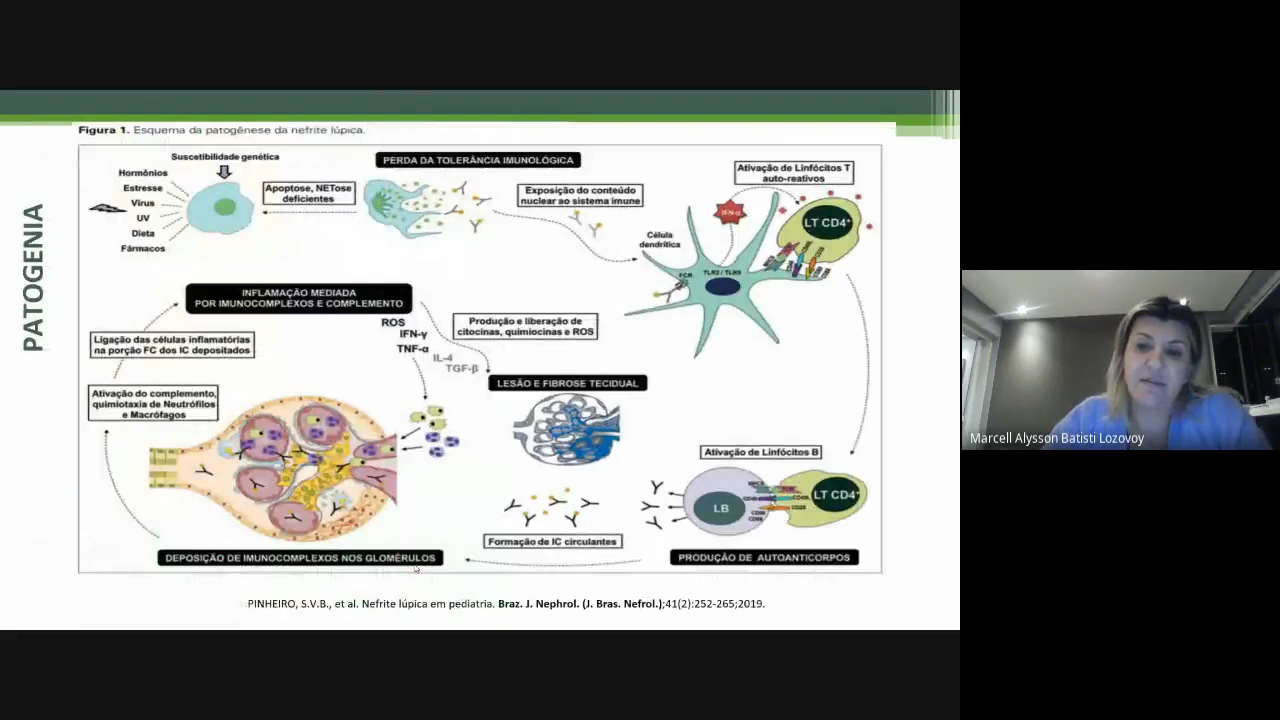 PATOGENIA
Figura 1. Esquema da patogênese da nefrite lúpica.
Suscetibilidade genética
Hormônios
Estresse
Vírus
UV
Dieta
Fármacos
Apoptose, NETose
deficientes
PERDA DA TOLERÂNCIA IMUNOLÓGICA
Exposição do conteúdo
nuclear ao sistema imune
Ativação de Linfócitos T
auto-reativos
IFN-α
LT CD4+
Célula
dendrítica
FCR
TLR2 / TLR9
INFLAMAÇÃO MEDIADA
POR IMUNOCOMPLEXOS E COMPLEMENTO
ROS
IFN-γ
TNF-α
IL-4
TGF-β
Produção e liberação de
citocinas, quimiocinas e ROS
Ligação das células inflamatórias
na porção FC dos IC depositados
LESÃO E FIBROSE TECIDUAL
Ativação do complemento,
quimiotaxia de Neutrófilos
e Macrófagos
Ativação de Linfócitos B
LB
LT CD4+
Formação de IC circulantes
DEPOSIÇÃO DE IMUNOCOMPLEXOS NOS GLOMÉRULOS
PRODUÇÃO DE AUTOANTICORPOS
PINHEIRO, S.V.B., et al. Nefrite lúpica em pediatria. Braz. J. Nephrol. (J. Bras. Nefrol.);41(2):252-265;2019.
Marcell Alysson Batisti Lozovoy